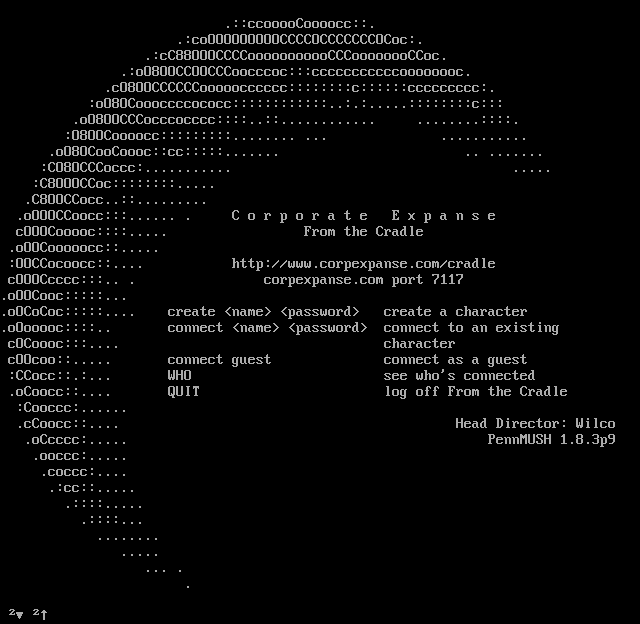 C o r p o r a t e   E x p a n s e
From the Cradle
http://www.corpexpanse.com/cradle
corpexpanse.com port 7117
create <name> <password>  create a character
connect <name> <password>  connect to an existing
character
connect guest  connect as a guest
WHO  see who's connected
QUIT  log off From the Cradle
Head Director: Wilco
PennMUSH 1.8.3p9
²▼ ²↑